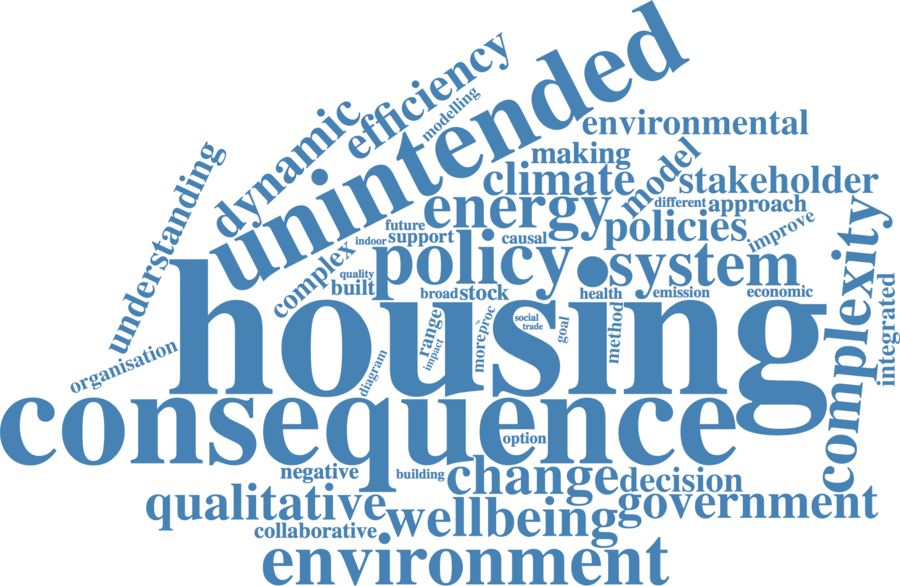 unintended
efficiency
modelling
dynamic
environmental
understanding
making
model
climate
stakeholder
energy
different
approach
complexity
future
indoor
support
causal
policies
improve
complex
policy
system
quality
built
broad
stock
health
emission
economic
integrated
housing
organisation
diagram
range
impact
more
proc
social
trade
goal
method
consequence
option
negative
building
change
decision
qualitative
wellbeing
government
collaborative
environment